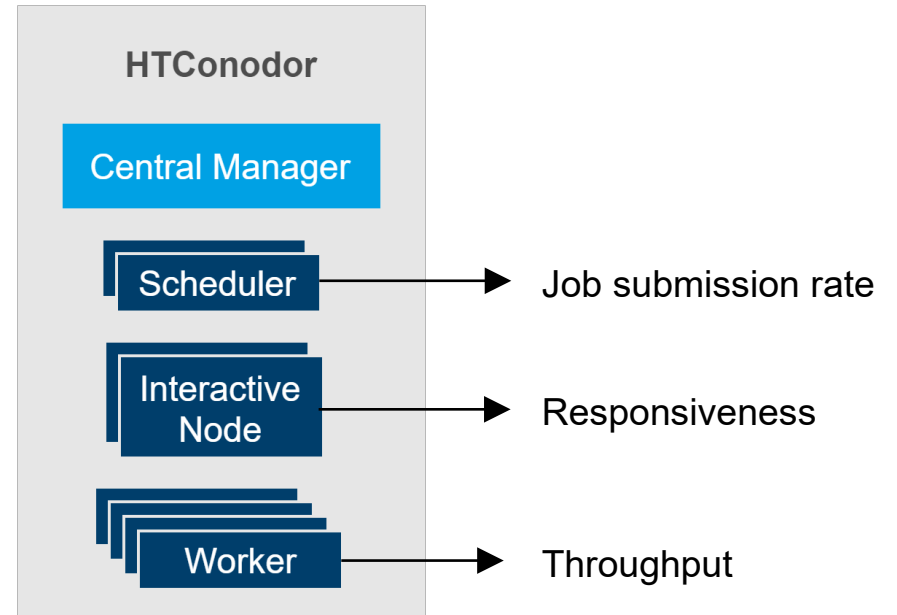 HTConodor
Central Manager
Scheduler
Job submission rate
Interactive
Node
Responsiveness
Worker
Throughput